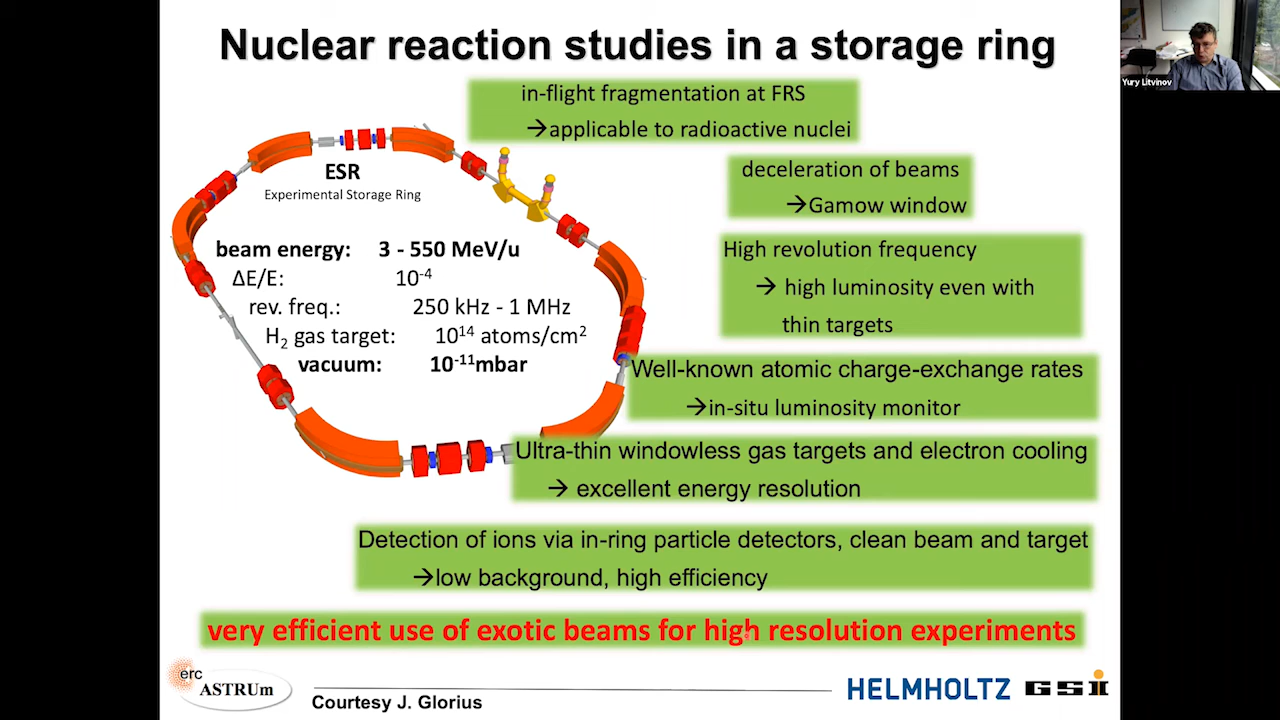 Nuclear reaction studies in a storage ring
Yury Litvinov
in-flight fragmentation at FRS
→applicable to radioactive nuclei
ESR
Experimental Storage Ring
deceleration of beams
→Gamow window
beam energy: 3 - 550 MeV/u
ΔE/E: 10⁻⁴
rev. freq.: 250 kHz - 1 MHz
H₂ gas target: 10¹⁴ atoms/cm²
vacuum: 10⁻¹¹mbar
High revolution frequency
→ high luminosity even with
thin targets
Well-known atomic charge-exchange rates
→in-situ luminosity monitor
Ultra-thin windowless gas targets and electron cooling
→ excellent energy resolution
Detection of ions via in-ring particle detectors, clean beam and target
→low background, high efficiency
very efficient use of exotic beams for high resolution experiments
erc
ASTRUm
Courtesy J. Glorius
HELMHOLTZ GSI